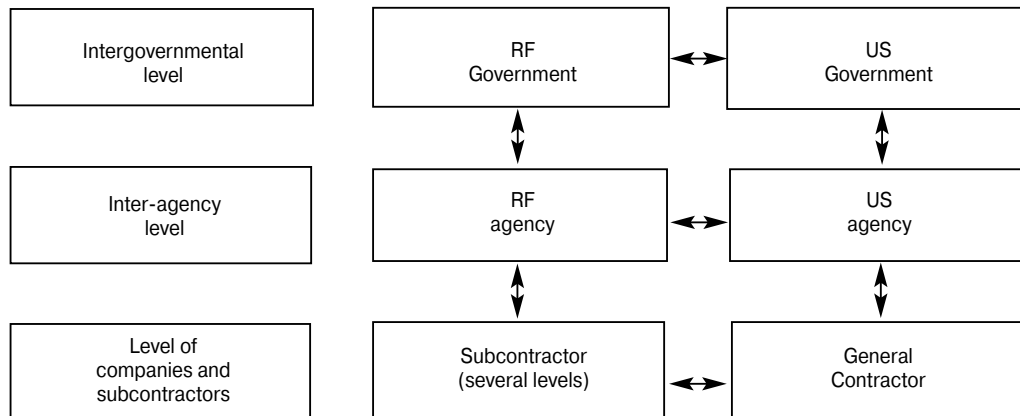 Intergovernmental
level
RF
Government
US
Government
Inter-agency
level
RF
agency
US
agency
Level of
companies and
subcontractors
Subcontractor
(several levels)
General
Contractor